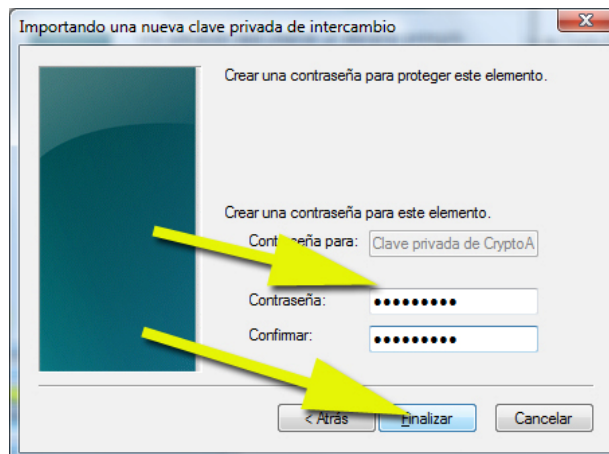 Importando una nueva clave privada de intercambio
Crear una contraseña para proteger este elemento.
Crear una contraseña para este elemento.
Contraseña para: Clave privada de CryptoA
Contraseña: •••••••••
Confirmar: •••••••••
< Atrás Finalizar Cancelar